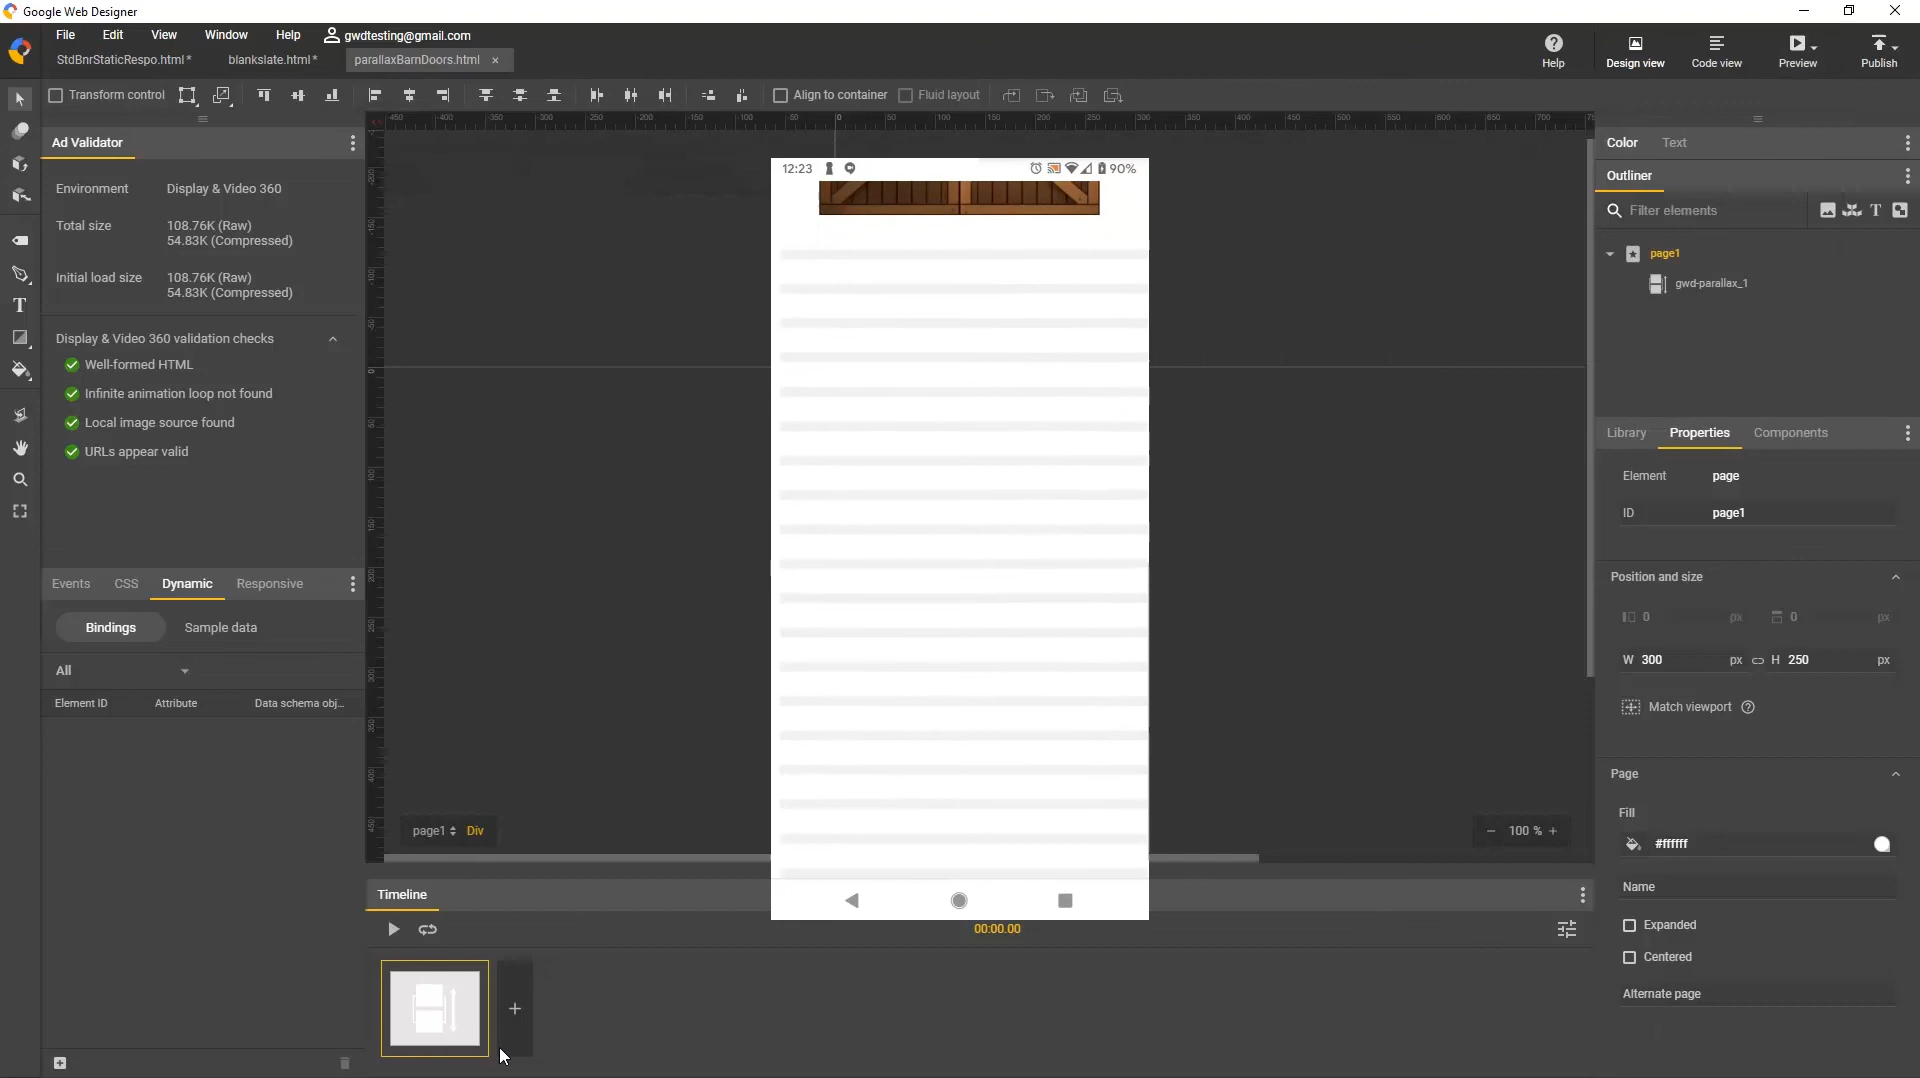 Google Web Designer
File Edit View Window Help gwdtesting@gmail.com
StdBnrStaticRespo.html* blankslate.html* parallaxBarnDoors.html ×
Help Design view Code view Preview Publish
Transform control Align to container Fluid layout
Ad Validator
Environment Display & Video 360
Total size 108.76K (Raw)
54.83K (Compressed)
Initial load size 108.76K (Raw)
54.83K (Compressed)
Display & Video 360 validation checks
Well-formed HTML
Infinite animation loop not found
Local image source found
URLs appear valid
Events CSS Dynamic Responsive
Bindings Sample data
All
Element ID Attribute Data schema obj...
12:23 90%
page1 Div
100 %
Timeline
00:00.00
Color Text
Outliner
Filter elements
page1
gwd-parallax_1
Library Properties Components
Element page
ID page1
Position and size
0 px 0 px
W 300 px H 250 px
Match viewport
Page
Fill
#ffffff
Name
Expanded
Centered
Alternate page